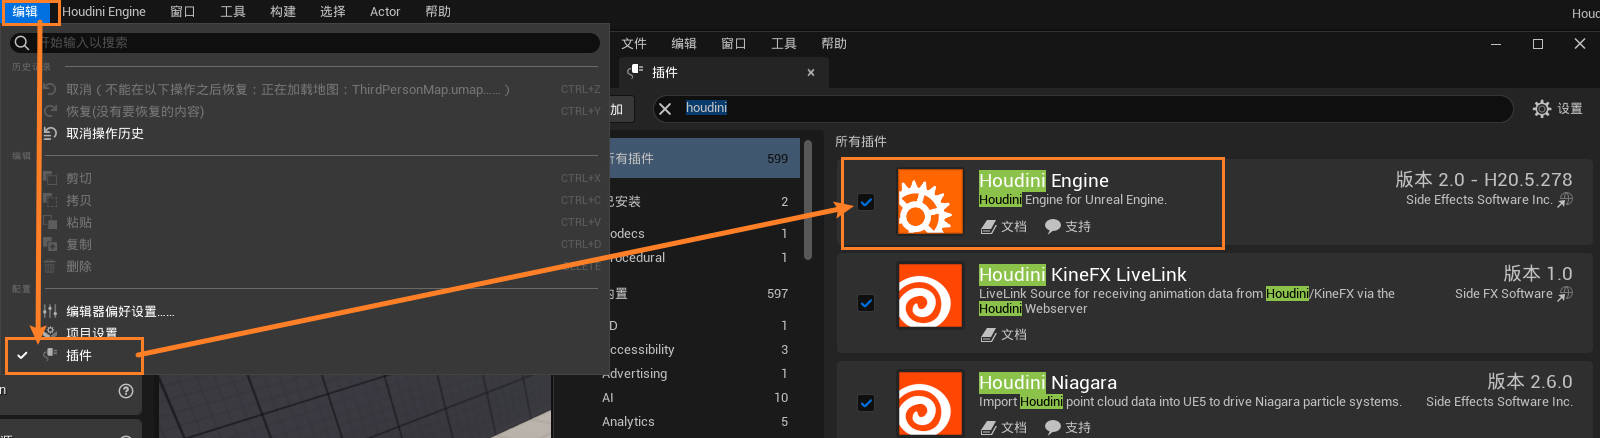 编辑 Houdini Engine 窗口 工具 构建 选择 Actor 帮助
Houd
开始输入以搜索
历史记录
取消（不能在以下操作之后恢复：正在加载地图：ThirdPersonMap.umap……） CTRL+Z
恢复(没有要恢复的内容) CTRL+Y
取消操作历史
编辑
剪切 CTRL+X
拷贝 CTRL+C
粘贴 CTRL+V
复制 CTRL+D
删除 DELETE
配置
编辑器偏好设置……
项目设置
插件
文件 编辑 窗口 工具 帮助
插件
加 houdini 设置
所有插件 599
已安装 2
odecs 1
rocedural 1
内置 597
D 1
ccessibility 3
Advertising 1
AI 10
Analytics 5
所有插件
Houdini Engine 版本 2.0 - H20.5.278
Houdini Engine for Unreal Engine. Side Effects Software Inc.
文档 支持
Houdini KineFX LiveLink 版本 1.0
LiveLink Source for receiving animation data from Houdini/KineFX via the Side FX Software
Houdini Webserver
文档
Houdini Niagara 版本 2.6.0
Import Houdini point cloud data into UE5 to drive Niagara particle systems. Side Effects Software Inc.
文档 支持